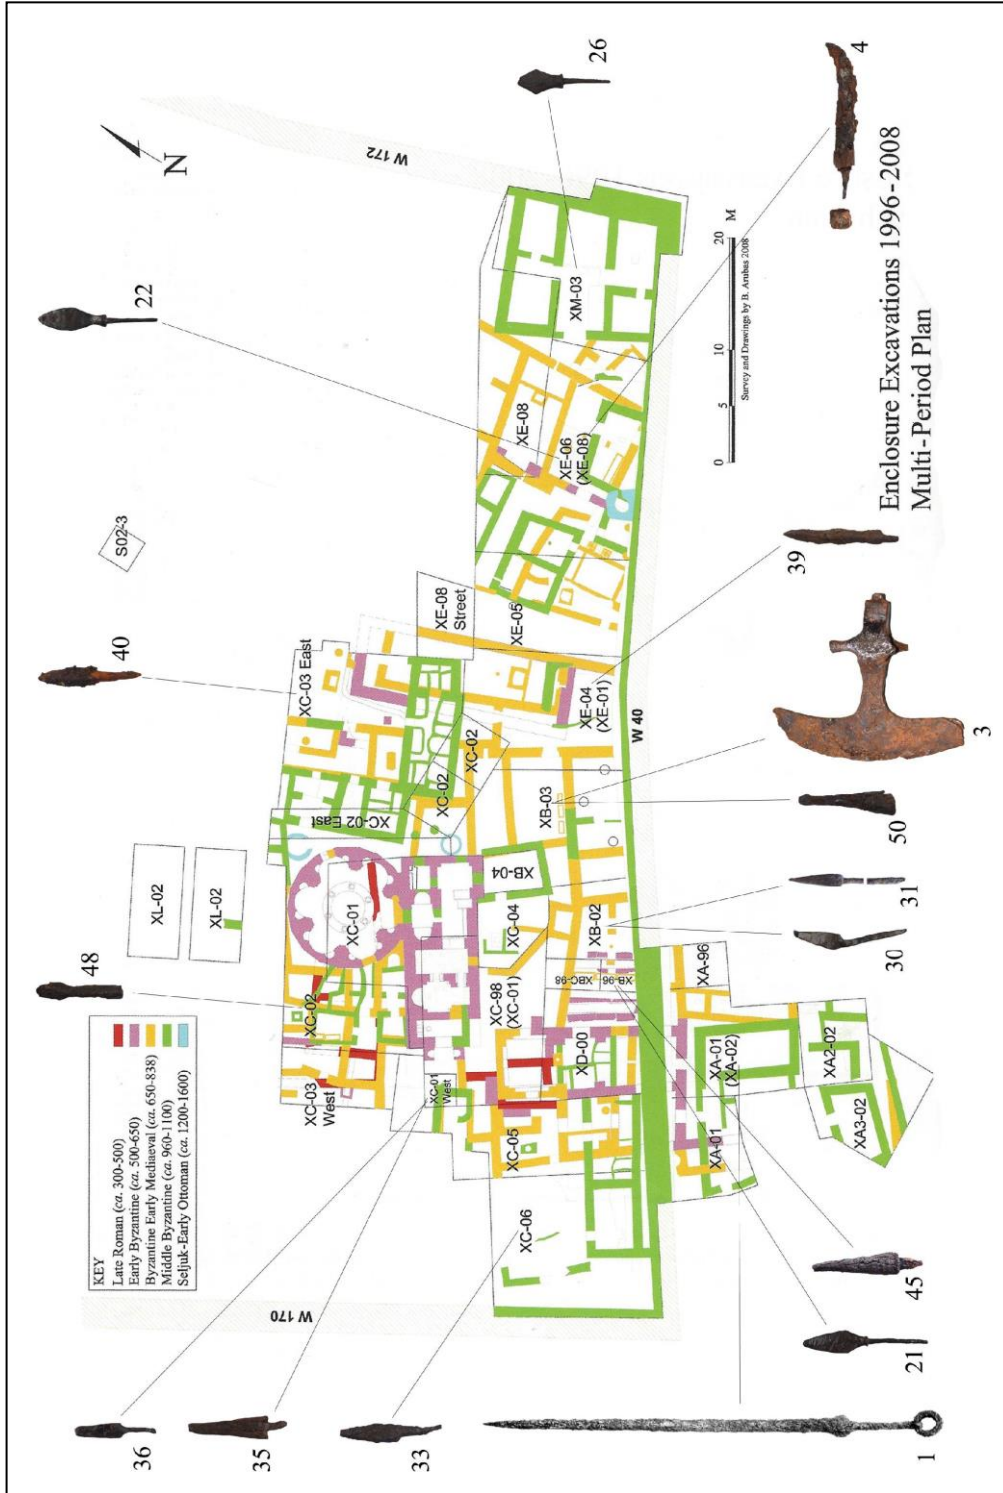 26
4
22
40
48
N
W 172
KEY
Late Roman (ca. 300-500)
Early Byzantine (ca. 500-650)
Byzantine Early Mediaeval (ca. 650-838)
Middle Byzantine (ca. 960-1100)
Seljuk-Early Ottoman (ca. 1200-1600)
W 170
XL-02
XL-02
S02-3
XC-03
West
XC-02
XC-01
XC-02 East
XC-03 East
XC-02
XC-02
XE-08
Street
XE-05
XE-08
XE-06
(XE-08)
XM-03
XC-01
West
XC-05
XC-06
XC-98
(XC-01)
XC-04
XB-04
XB-03
XE-04
(XE-01)
XD-00
XBC-98
XB-96
XB-02
W 40
XA-01
XA-01
(XA-02)
XA-96
XA2-02
XA3-02
0 5 10 20 M
Survey and Drawings by B. Arubas 2008
Enclosure Excavations 1996-2008
Multi-Period Plan
36
35
33
1
21
45
30
31
50
3
39